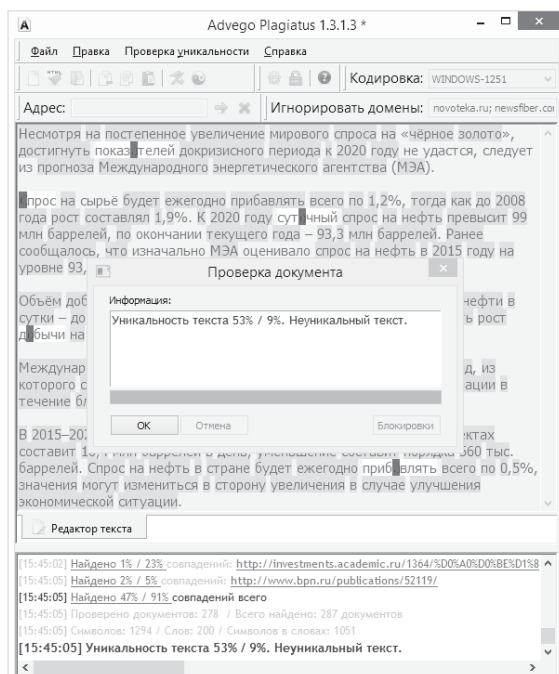 Advego Plagiatus 1.3.1.3 *
Файл Правка Проверка уникальности Справка
Кодировка: WINDOWS-1251
Адрес: Игнорировать домены: novoteka.ru; newsfiber.co
Несмотря на постепенное увеличение мирового спроса на «чёрное золото»,
достигнуть показателей докризисного периода к 2020 году не удастся, следует
из прогноза Международного энергетического агентства (МЭА).
Спрос на сырьё будет ежегодно прибавлять всего по 1,2%, тогда как до 2008
года рост составлял 1,9%. К 2020 году суточный спрос на нефть превысит 99
млн баррелей, по окончании текущего года – 93,3 млн баррелей. Ранее
сообщалось, что изначально МЭА оценивало спрос на нефть в 2015 году на
уровне 93,
Проверка документа
Информация:
Уникальность текста 53% / 9%. Неуникальный текст.
ОК Отмена Блокировки
Объём доб нефти в
сутки – до ь рост
добычи на
Междунар д, из
которого с ации в
течение бл
В 2015–202 ектах
составит 10,4 млн баррелей в день, уменьшение составит порядка 560 тыс.
баррелей. Спрос на нефть в стране будет ежегодно прибавлять всего по 0,5%,
значения могут измениться в сторону увеличения в случае улучшения
экономической ситуации.
Редактор текста
[15:45:02] Найдено 1% / 23% совпадений: http://investments.academic.ru/1364/%D0%A0%D0%BE%D1%8
[15:45:05] Найдено 2% / 5% совпадений: http://www.bpn.ru/publications/52119/
[15:45:05] Найдено 47% / 91% совпадений всего
[15:45:05] Проверено документов: 278 / Всего найдено: 287 документов
[15:45:05] Символов: 1294 / Слов: 200 / Символов в словах: 1051
[15:45:05] Уникальность текста 53% / 9%. Неуникальный текст.